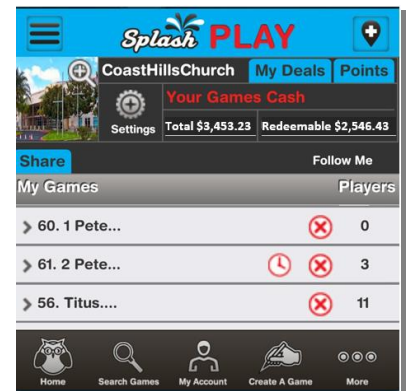 Splash PLAY
CoastHillsChurch My Deals Points
Your Games Cash
Settings Total $3,453.23 Redeemable $2,546.43
Share Follow Me
My Games Players
60. 1 Pete... 0
61. 2 Pete... 3
56. Titus.... 11
Home Search Games My Account Create A Game More